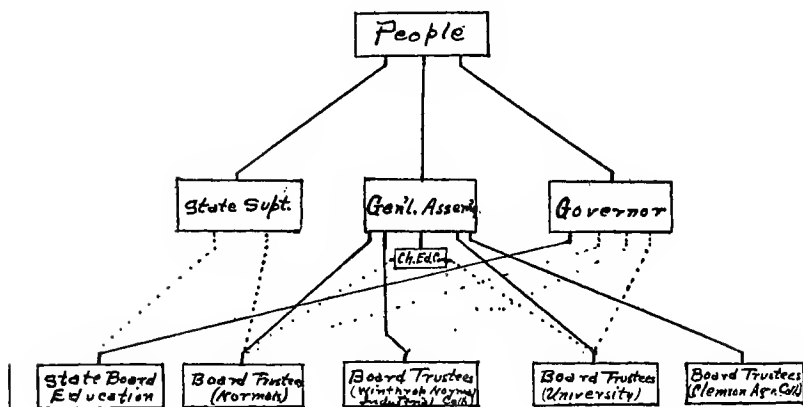 People
State Supt.
Gen'l. Assem.
Governor
Ch. Ed. Com
State Board
Education
Board Trustees
(Normals)
Board Trustees
(Winthrop Normal
Industrial Coll.)
Board Trustees
(University)
Board Trustees
(Clemson Agr. Coll.)